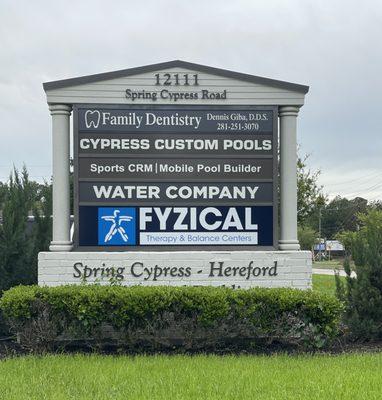 12111
Spring Cypress Road
Family Dentistry Dennis Giba, D.D.S.
281-251-3070
CYPRESS CUSTOM POOLS
Sports CRM | Mobile Pool Builder
WATER COMPANY
FYZICAL
Therapy & Balance Centers
Spring Cypress - Hereford